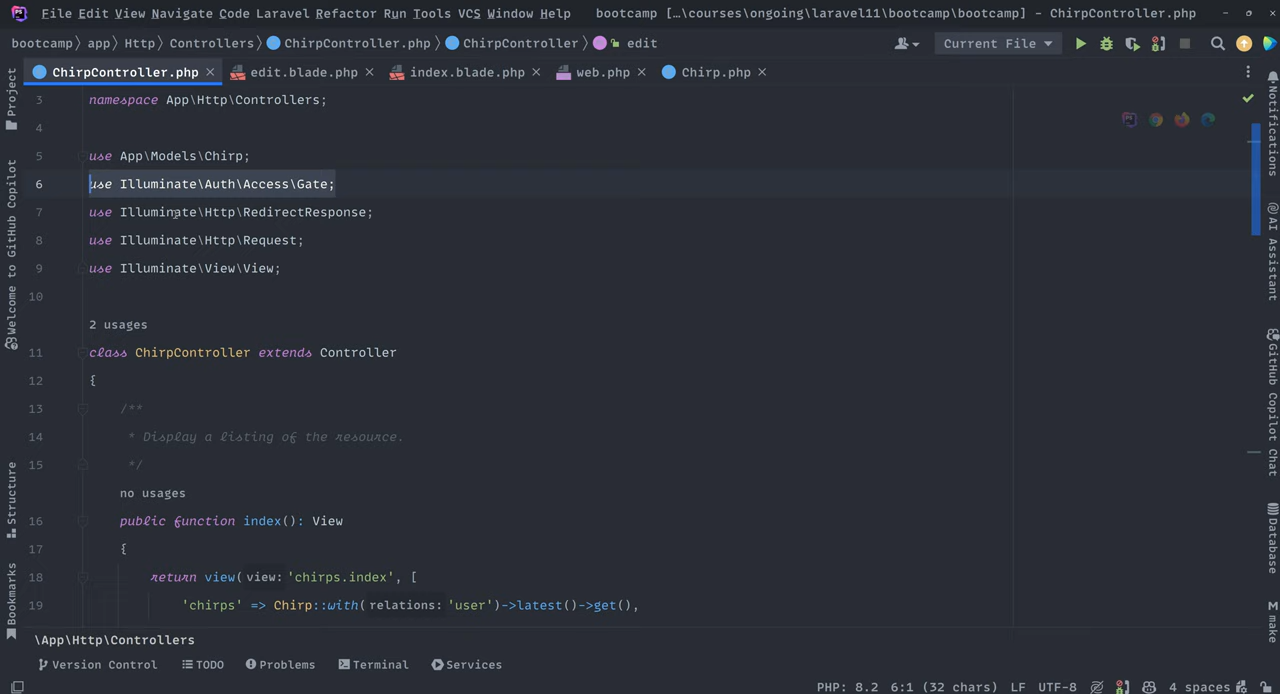 File Edit View Navigate Code Laravel Refactor Run Tools VCS Window Help bootcamp […\courses\ongoing\laravel11\bootcamp\bootcamp] - ChirpController.php
bootcamp app Http Controllers ChirpController.php ChirpController edit Current File
ChirpController.php edit.blade.php index.blade.php web.php Chirp.php
Project
Welcome to GitHub Copilot
Structure
Bookmarks
3 namespace App\Http\Controllers;
4
5 use App\Models\Chirp;
6 use Illuminate\Auth\Access\Gate;
7 use Illuminate\Http\RedirectResponse;
8 use Illuminate\Http\Request;
9 use Illuminate\View\View;
10
2 usages
11 class ChirpController extends Controller
12 {
13 /**
14 * Display a listing of the resource.
15 */
no usages
16 public function index(): View
17 {
18 return view( view: 'chirps.index', [
19 'chirps' => Chirp::with( relations: 'user')->latest()->get(),
Notifications
AI Assistant
GitHub Copilot Chat
Database
make
\App\Http\Controllers
Version Control TODO Problems Terminal Services
PHP: 8.2 6:1 (32 chars) LF UTF-8 4 spaces